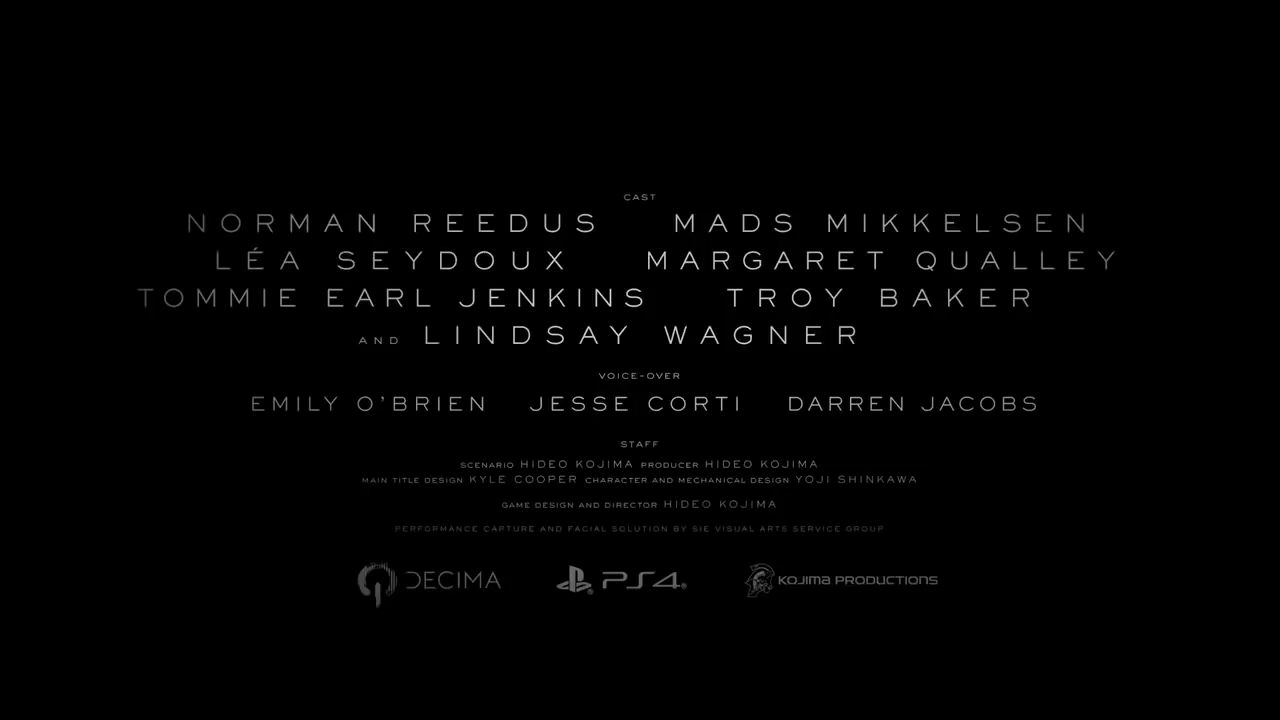 CAST
NORMAN REEDUS MADS MIKKELSEN
LÉA SEYDOUX MARGARET QUALLEY
TOMMIE EARL JENKINS TROY BAKER
AND LINDSAY WAGNER
VOICE-OVER
EMILY O'BRIEN JESSE CORTI DARREN JACOBS
STAFF
SCENARIO HIDEO KOJIMA PRODUCER HIDEO KOJIMA
MAIN TITLE DESIGN KYLE COOPER CHARACTER AND MECHANICAL DESIGN YOJI SHINKAWA
GAME DESIGN AND DIRECTOR HIDEO KOJIMA
PERFORMANCE CAPTURE AND FACIAL SOLUTION BY SIE VISUAL ARTS SERVICE GROUP
DECIMA PS4® KOJIMA PRODUCTIONS